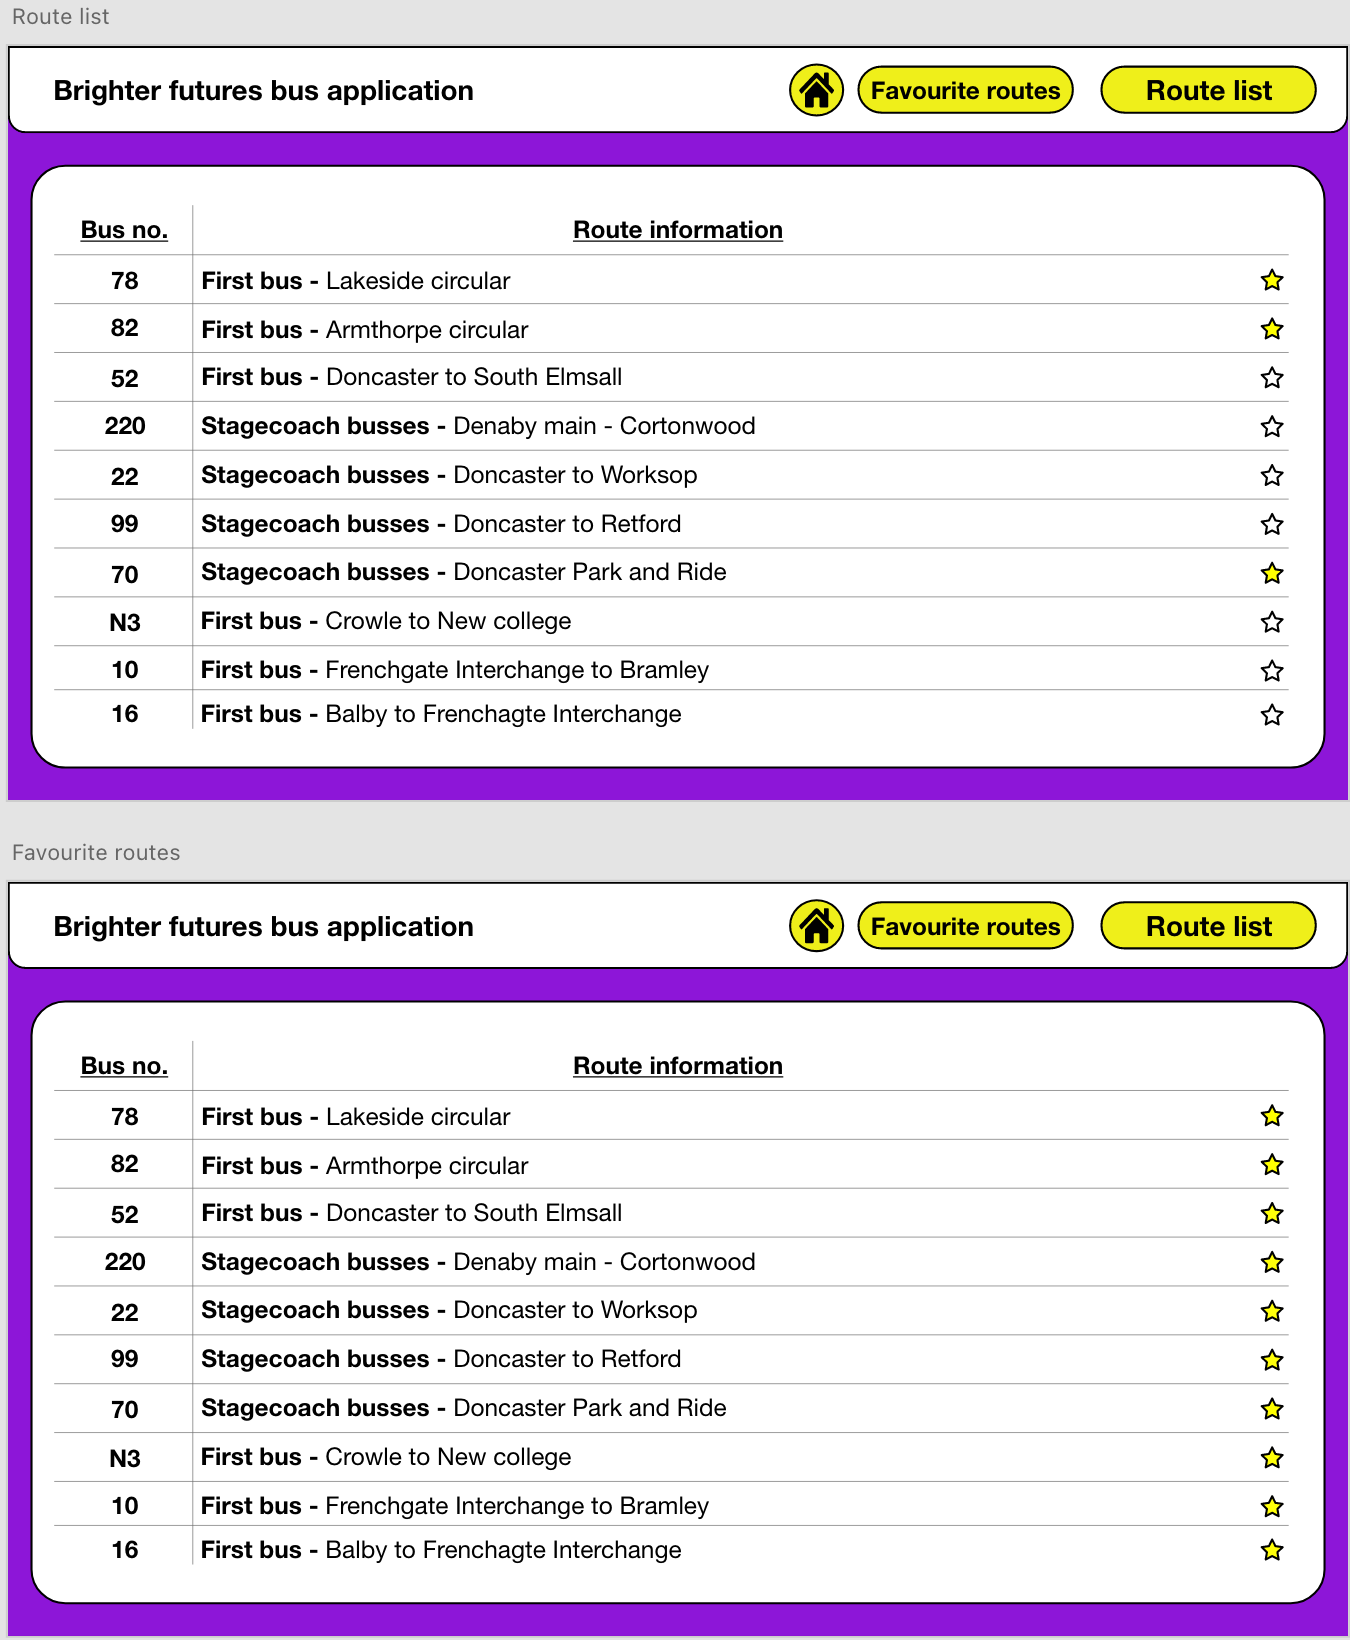 Route list
Brighter futures bus application
Favourite routes
Route list
Bus no.
Route information
78 First bus - Lakeside circular
82 First bus - Armthorpe circular
52 First bus - Doncaster to South Elmsall
220 Stagecoach busses - Denaby main - Cortonwood
22 Stagecoach busses - Doncaster to Worksop
99 Stagecoach busses - Doncaster to Retford
70 Stagecoach busses - Doncaster Park and Ride
N3 First bus - Crowle to New college
10 First bus - Frenchgate Interchange to Bramley
16 First bus - Balby to Frenchagte Interchange
Favourite routes
Brighter futures bus application
Favourite routes
Route list
Bus no.
Route information
78 First bus - Lakeside circular
82 First bus - Armthorpe circular
52 First bus - Doncaster to South Elmsall
220 Stagecoach busses - Denaby main - Cortonwood
22 Stagecoach busses - Doncaster to Worksop
99 Stagecoach busses - Doncaster to Retford
70 Stagecoach busses - Doncaster Park and Ride
N3 First bus - Crowle to New college
10 First bus - Frenchgate Interchange to Bramley
16 First bus - Balby to Frenchagte Interchange